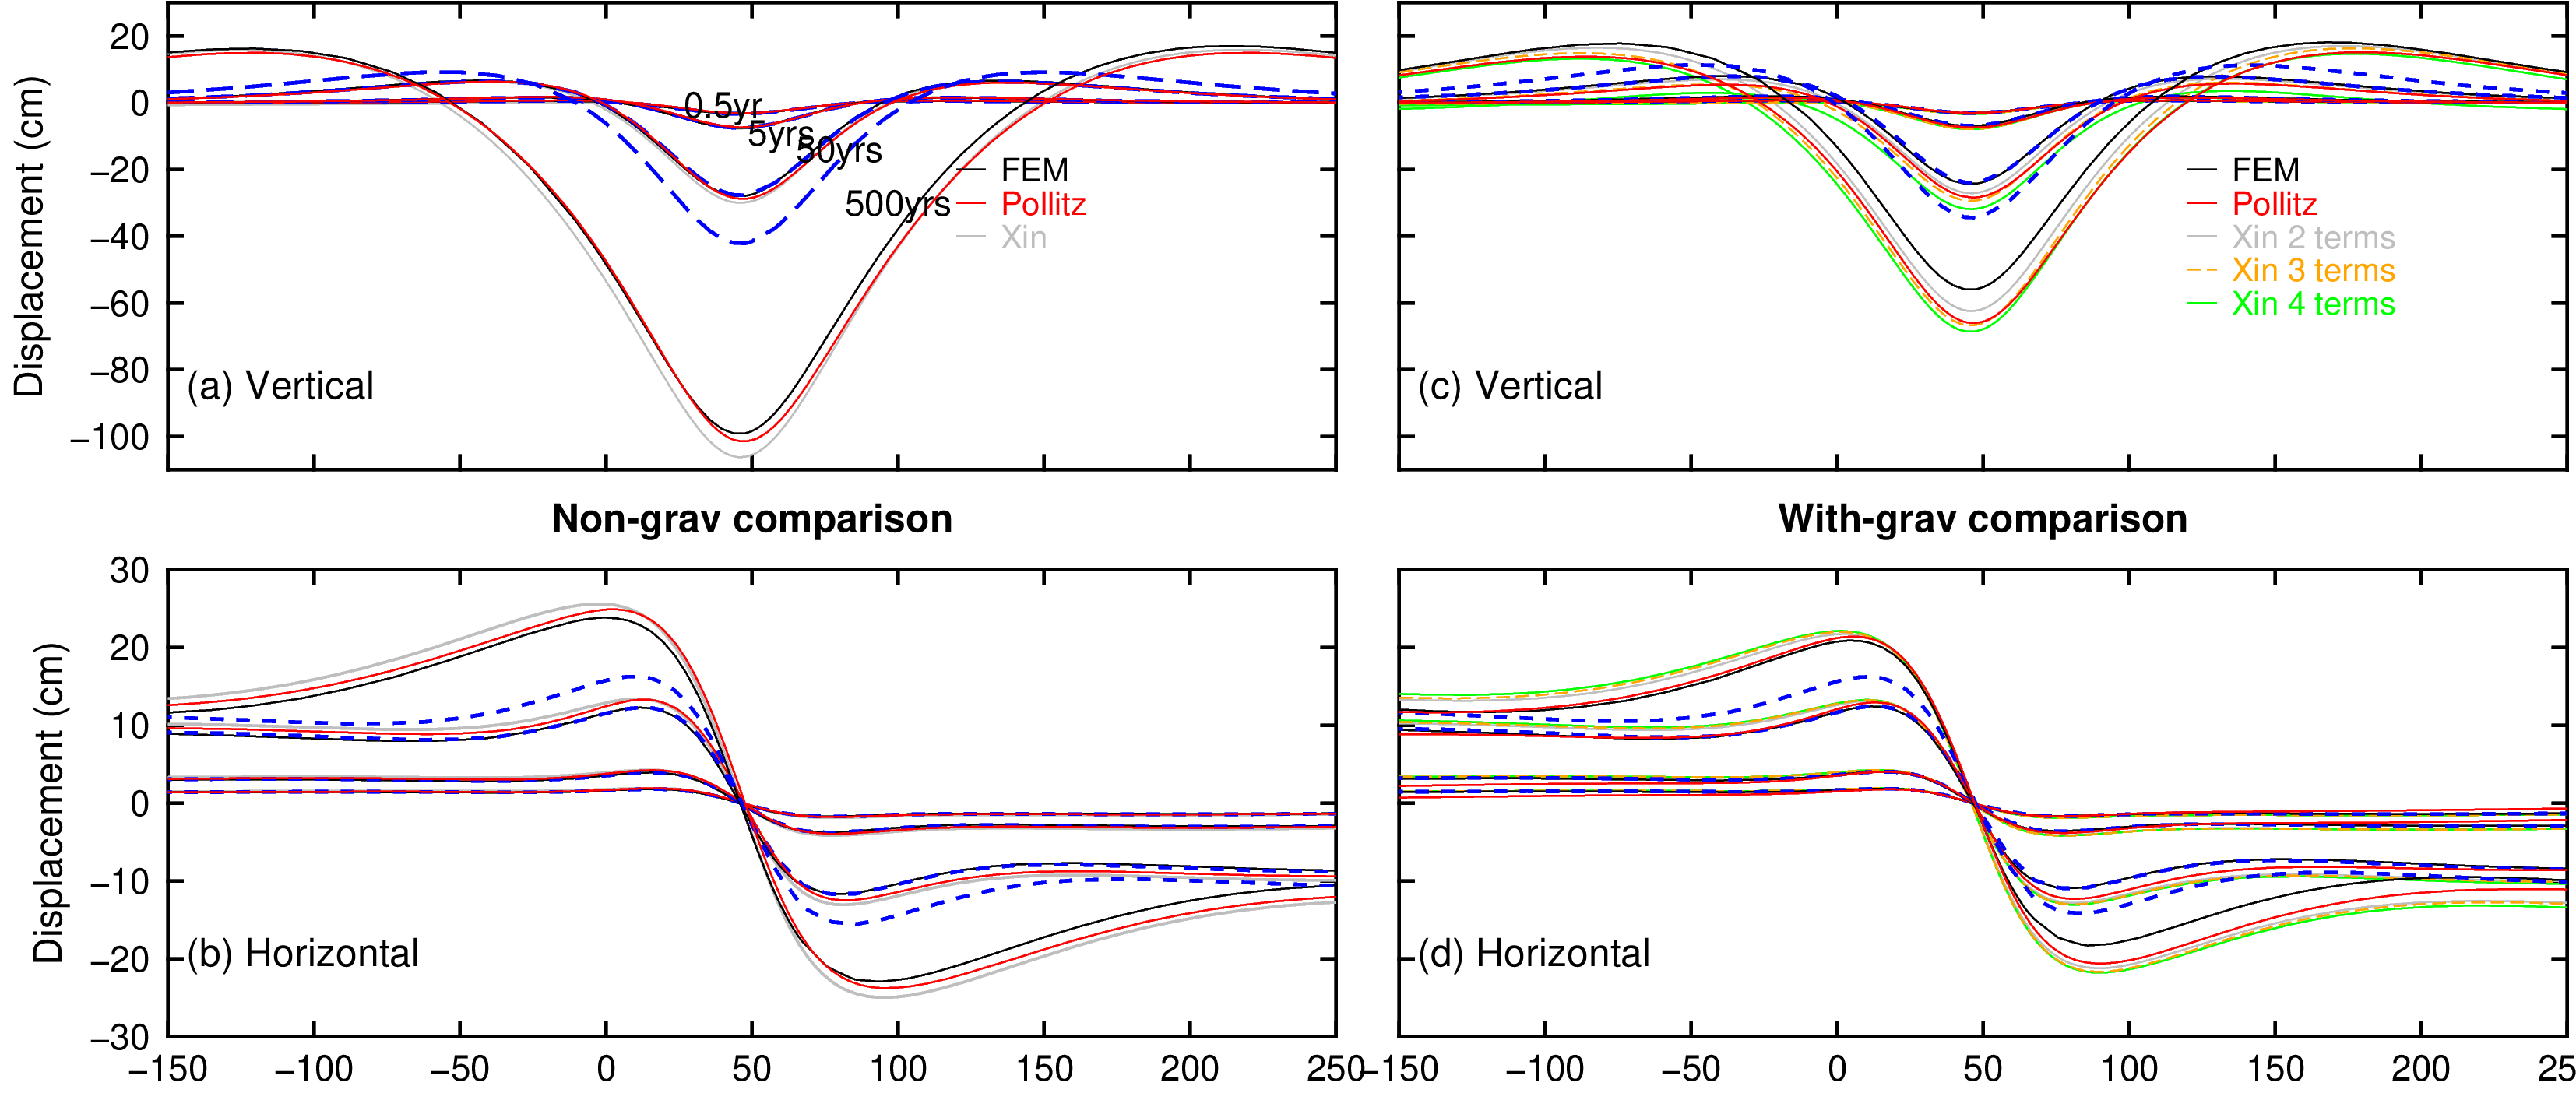 Displacement (cm)
20
0
−20
−40
−60
−80
−100
0.5yr
5yrs
50yrs
500yrs
FEM
Pollitz
Xin
(a) Vertical
FEM
Pollitz
Xin 2 terms
Xin 3 terms
Xin 4 terms
(c) Vertical
Non-grav comparison
With-grav comparison
Displacement (cm)
30
20
10
0
−10
−20
−30
(b) Horizontal
(d) Horizontal
−150 −100 −50 0 50 100 150 200 250
−150 −100 −50 0 50 100 150 200 25